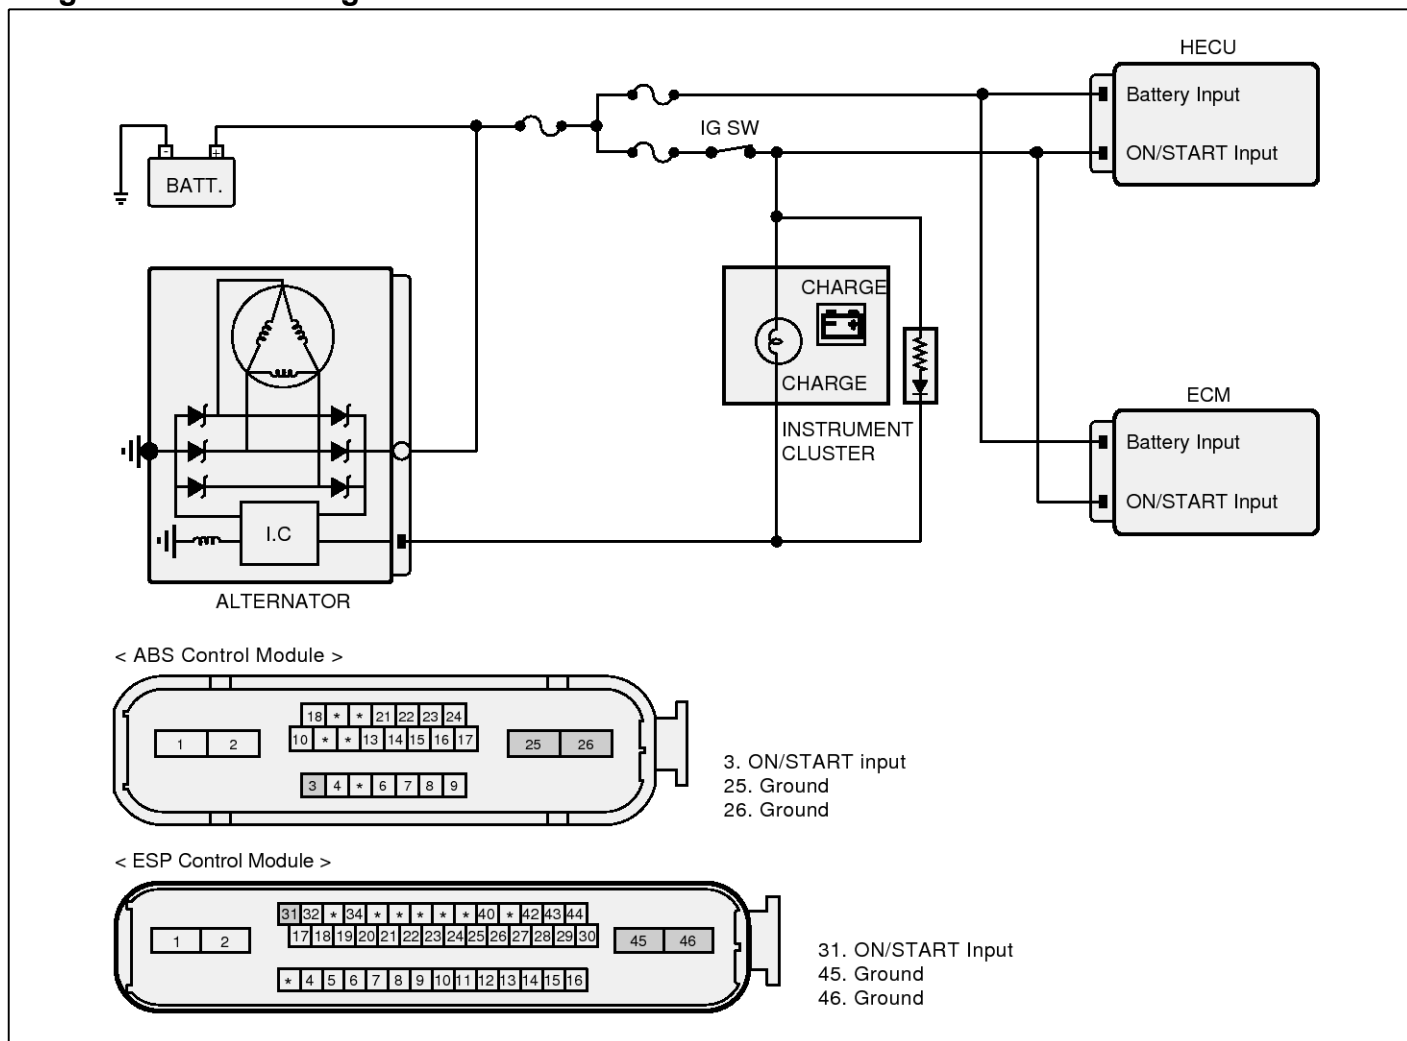 HECU
Battery Input
IG SW
ON/START Input
- +
BATT.
CHARGE
CHARGE
INSTRUMENT
CLUSTER
ECM
Battery Input
ON/START Input
I.C
ALTERNATOR
< ABS Control Module >
18 * * 21 22 23 24
10 * * 13 14 15 16 17
1 2
25 26
3 4 * 6 7 8 9
3. ON/START input
25. Ground
26. Ground
< ESP Control Module >
31 32 * 34 * * * * * 40 * 42 43 44
17 18 19 20 21 22 23 24 25 26 27 28 29 30
1 2
45 46
* 4 5 6 7 8 9 10 11 12 13 14 15 16
31. ON/START Input
45. Ground
46. Ground